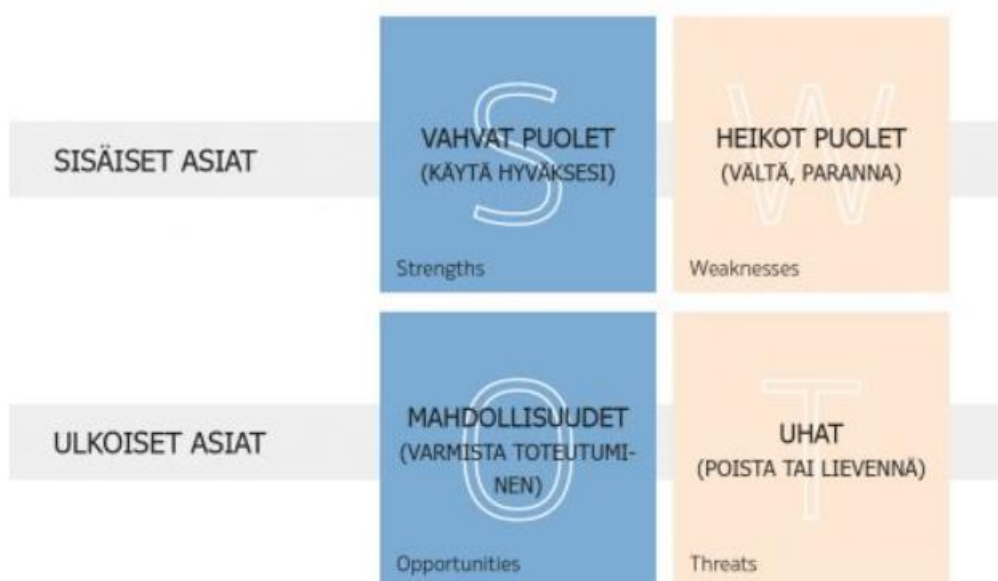 SISÄISET ASIAT
S
VAHVAT PUOLET
(KÄYTÄ HYVÄKSESI)
Strengths
W
HEIKOT PUOLET
(VÄLTÄ, PARANNA)
Weaknesses
ULKOISET ASIAT
O
MAHDOLLISUUDET
(VARMISTA TOTEUTUMI-
NEN)
Opportunities
T
UHAT
(POISTA TAI LIEVENNÄ)
Threats